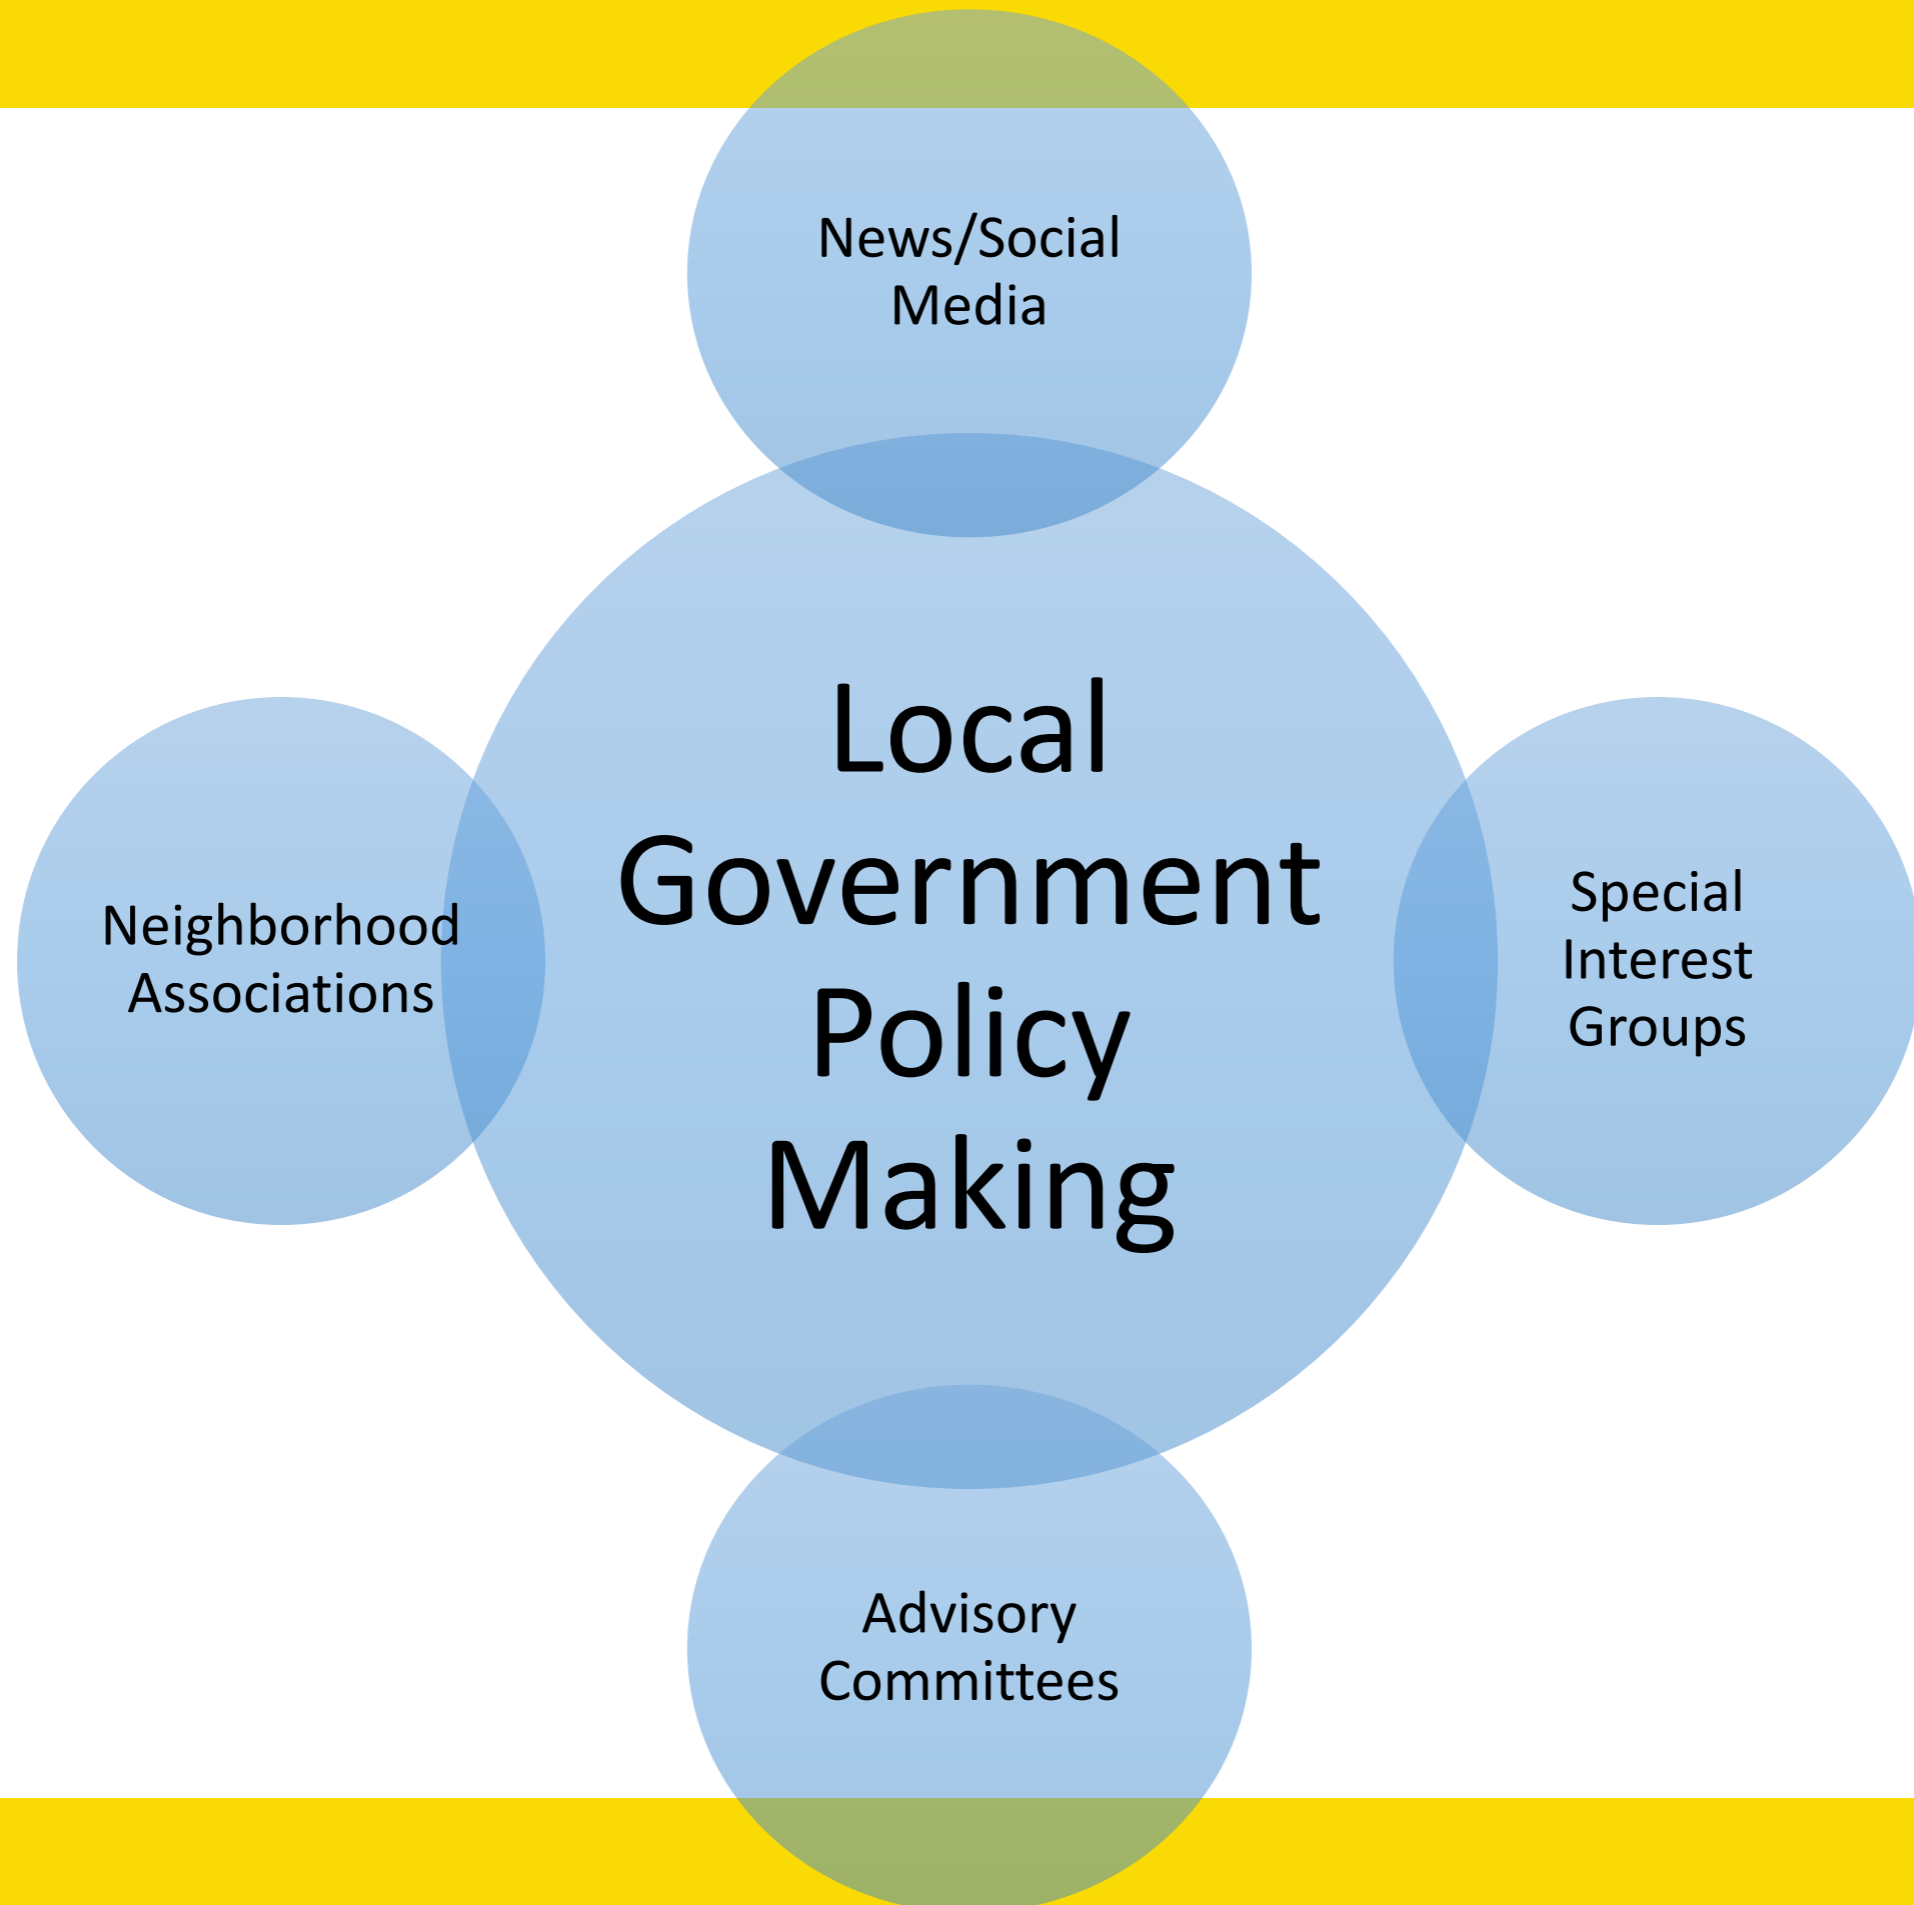 News/Social
Media
Local
Government
Policy
Making
Neighborhood
Associations
Special
Interest
Groups
Advisory
Committees